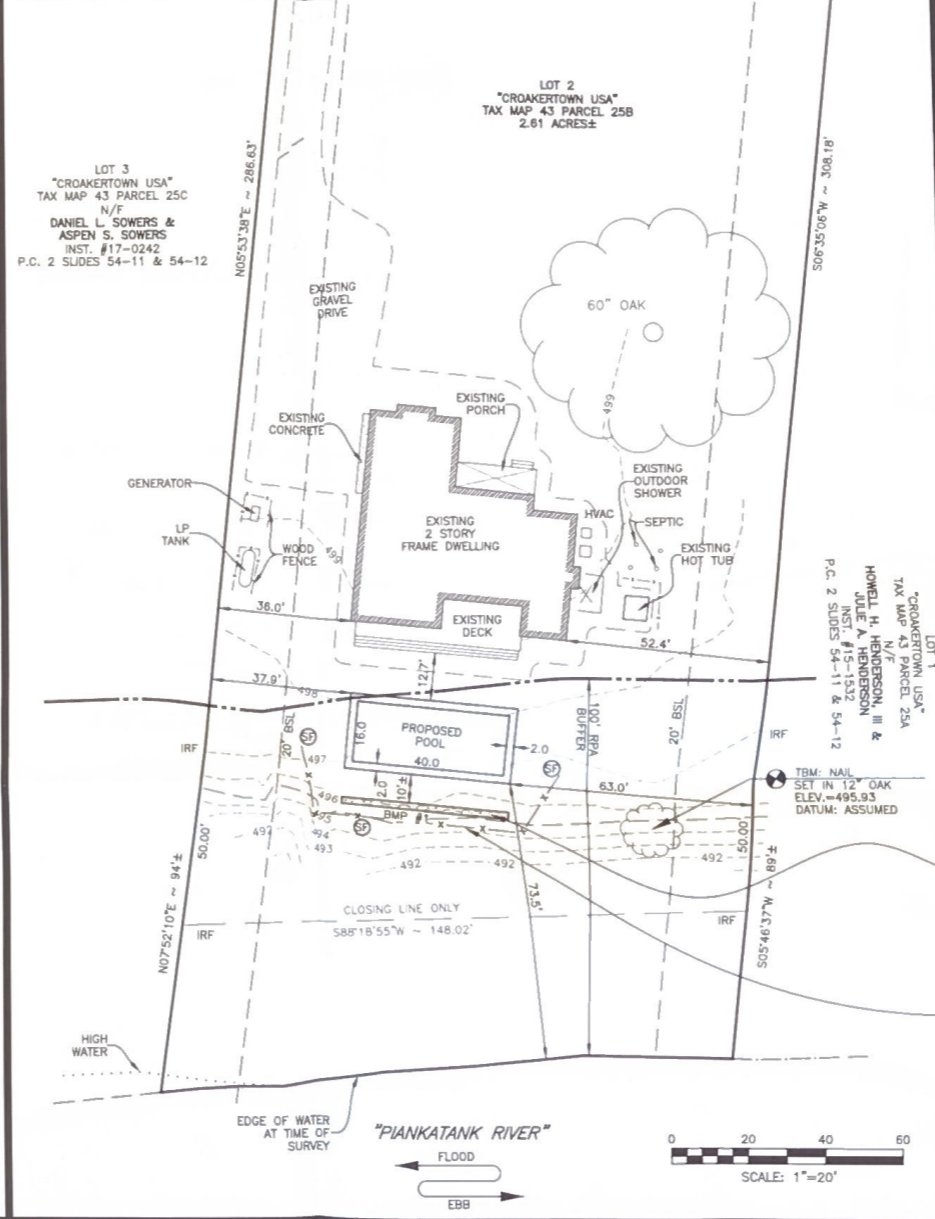 LOT 2
"CROAKERTOWN USA"
TAX MAP 43 PARCEL 25B
2.61 ACRES±
LOT 3
"CROAKERTOWN USA"
TAX MAP 43 PARCEL 25C
N/F
DANIEL L. SOWERS &
ASPEN S. SOWERS
INST. #17-0242
P.C. 2 SLIDES 54-11 & 54-12
N05°53'38"E ~ 286.63'
S06°35'06"W ~ 308.18'
EXISTING
GRAVEL
DRIVE
60" OAK
499
EXISTING
PORCH
EXISTING
CONCRETE
GENERATOR
LP
TANK
WOOD
FENCE
499
EXISTING
2 STORY
FRAME DWELLING
EXISTING
OUTDOOR
SHOWER
HVAC
SEPTIC
EXISTING
HOT TUB
EXISTING
DECK
36.0'
52.4'
12.7'
37.9'
498
LOT 1
"CROAKERTOWN USA"
TAX MAP 43 PARCEL 25A
N/F
HOWELL H. HENDERSON, III &
JULIE A. HENDERSON
INST. #15-1532
P.C. 2 SLIDES 54-11 & 54-12
PROPOSED
POOL
16.0
40.0
2.0
2.0
10'±
100' RPA
BUFFER
20' BSL
20' BSL
IRF
IRF
SF
SF
SF
497
496
495
494
493
492
492
492
492
BMP #1
63.0'
TBM: NAIL
SET IN 12" OAK
ELEV.=495.93
DATUM: ASSUMED
50.00'
50.00
73.5'
CLOSING LINE ONLY
S88°18'55"W ~ 148.02'
IRF
IRF
N07°52'10"E ~ 94'±
S05°46'37"W ~ 89'±
HIGH
WATER
EDGE OF WATER
AT TIME OF
SURVEY
"PIANKATANK RIVER"
FLOOD
EBB
0 20 40 60
SCALE: 1"=20'